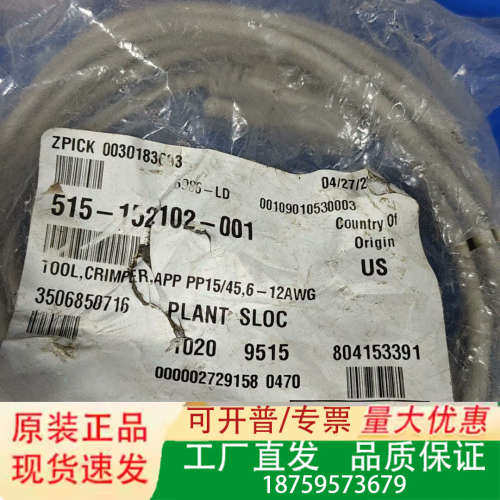 ZPICK 0030183603
6066-LD
04/27/2
00109010530003
515-152102-001
Country Of
Origin
US
TOOL,CRIMPER,APP PP15/45,6-12AWG
3506850716
PLANT SLOC
1020 9515
804153391
000002729158 0470
原装正品
现货速发
可开普/专票 量大优惠
工厂直发 品质保证
18759573679